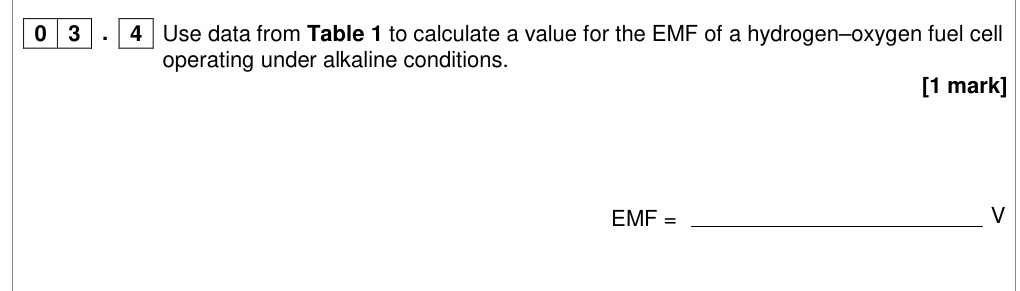 0 3 . 4 Use data from Table 1 to calculate a value for the EMF of a hydrogen–oxygen fuel cell
operating under alkaline conditions.
[1 mark]
EMF = ____________________ V